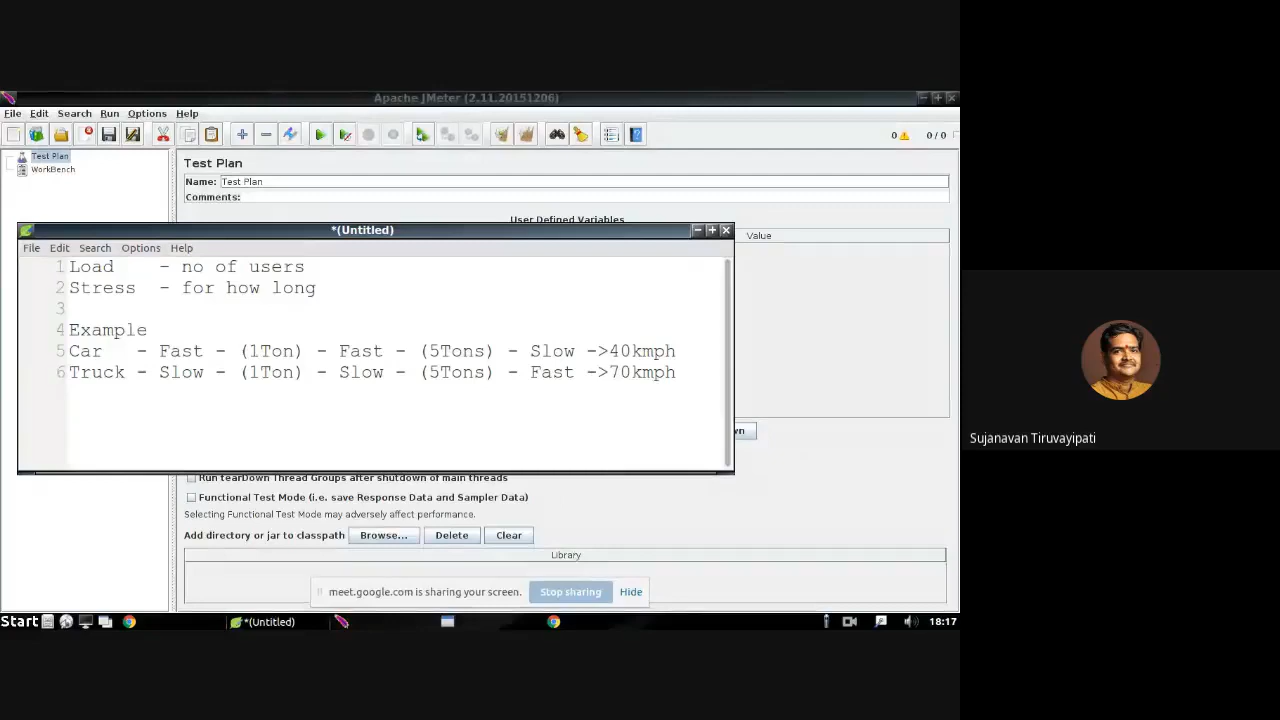 Apache JMeter (2.11.20151206)
File Edit Search Run Options Help
0 0 / 0
Test Plan
WorkBench
Test Plan
Name: Test Plan
Comments:
User Defined Variables
Value
*(Untitled)
File Edit Search Options Help
1 Load - no of users
2 Stress - for how long
3
4 Example
5 Car - Fast - (1Ton) - Fast - (5Tons) - Slow ->40kmph
6 Truck - Slow - (1Ton) - Slow - (5Tons) - Fast ->70kmph
Run tearDown Thread Groups after shutdown of main threads
Functional Test Mode (i.e. save Response Data and Sampler Data)
Selecting Functional Test Mode may adversely affect performance.
Add directory or jar to classpath Browse... Delete Clear
Library
meet.google.com is sharing your screen. Stop sharing Hide
Start *(Untitled) 18:17
Sujanavan Tiruvayipati